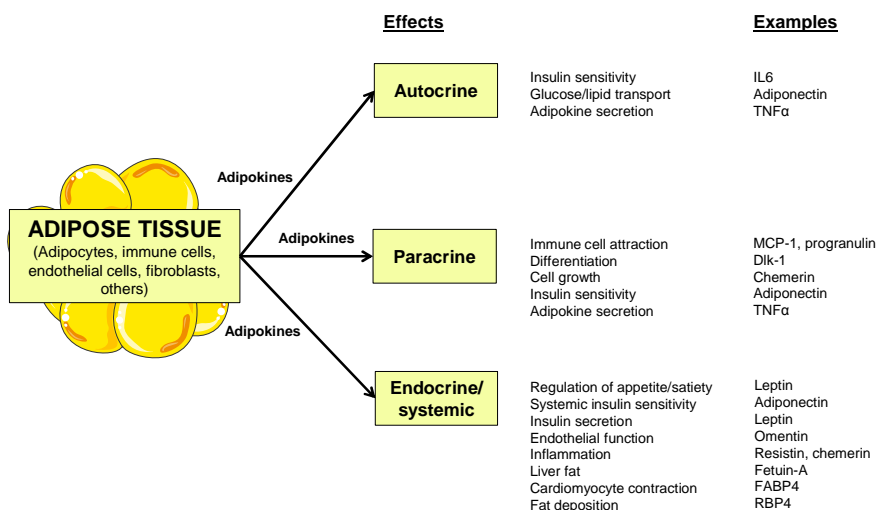 Effects
Examples
Autocrine
Insulin sensitivity
Glucose/lipid transport
Adipokine secretion
IL6
Adiponectin
TNFα
Adipokines
ADIPOSE TISSUE
(Adipocytes, immune cells,
endothelial cells, fibroblasts,
others)
Adipokines
Paracrine
Immune cell attraction
Differentiation
Cell growth
Insulin sensitivity
Adipokine secretion
MCP-1, progranulin
Dlk-1
Chemerin
Adiponectin
TNFα
Adipokines
Endocrine/
systemic
Regulation of appetite/satiety
Systemic insulin sensitivity
Insulin secretion
Endothelial function
Inflammation
Liver fat
Cardiomyocyte contraction
Fat deposition
Leptin
Adiponectin
Leptin
Omentin
Resistin, chemerin
Fetuin-A
FABP4
RBP4